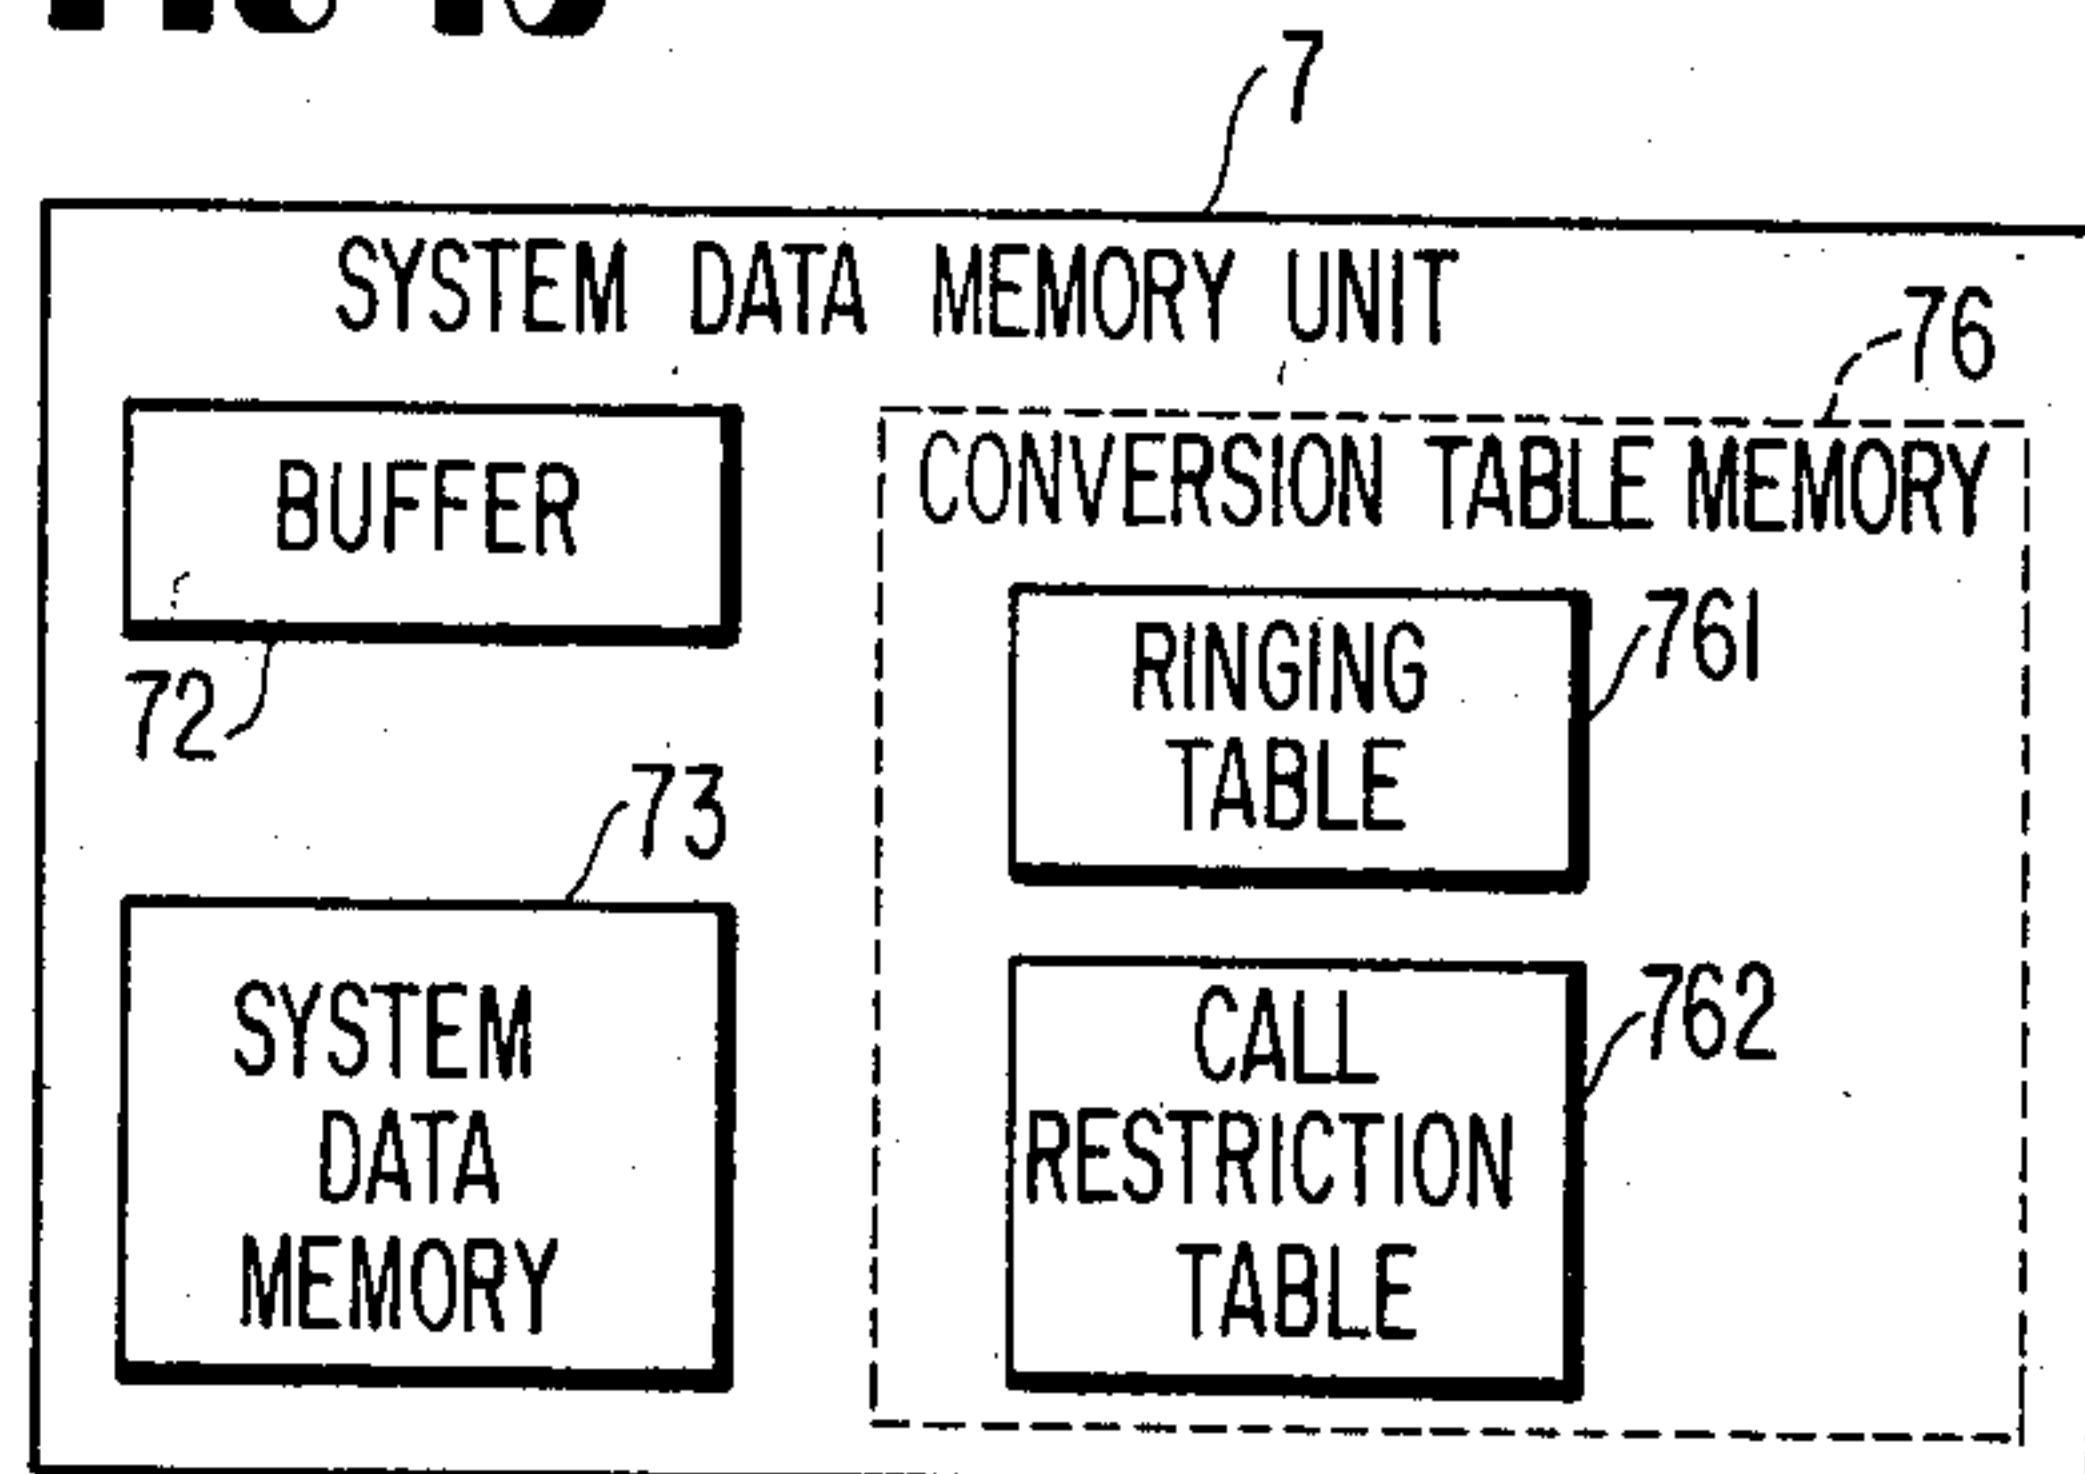 7
SYSTEM DATA MEMORY UNIT
76
BUFFER
CONVERSION TABLE MEMORY
72
RINGING
TABLE
761
73
SYSTEM
DATA
MEMORY
CALL
RESTRICTION
TABLE
762